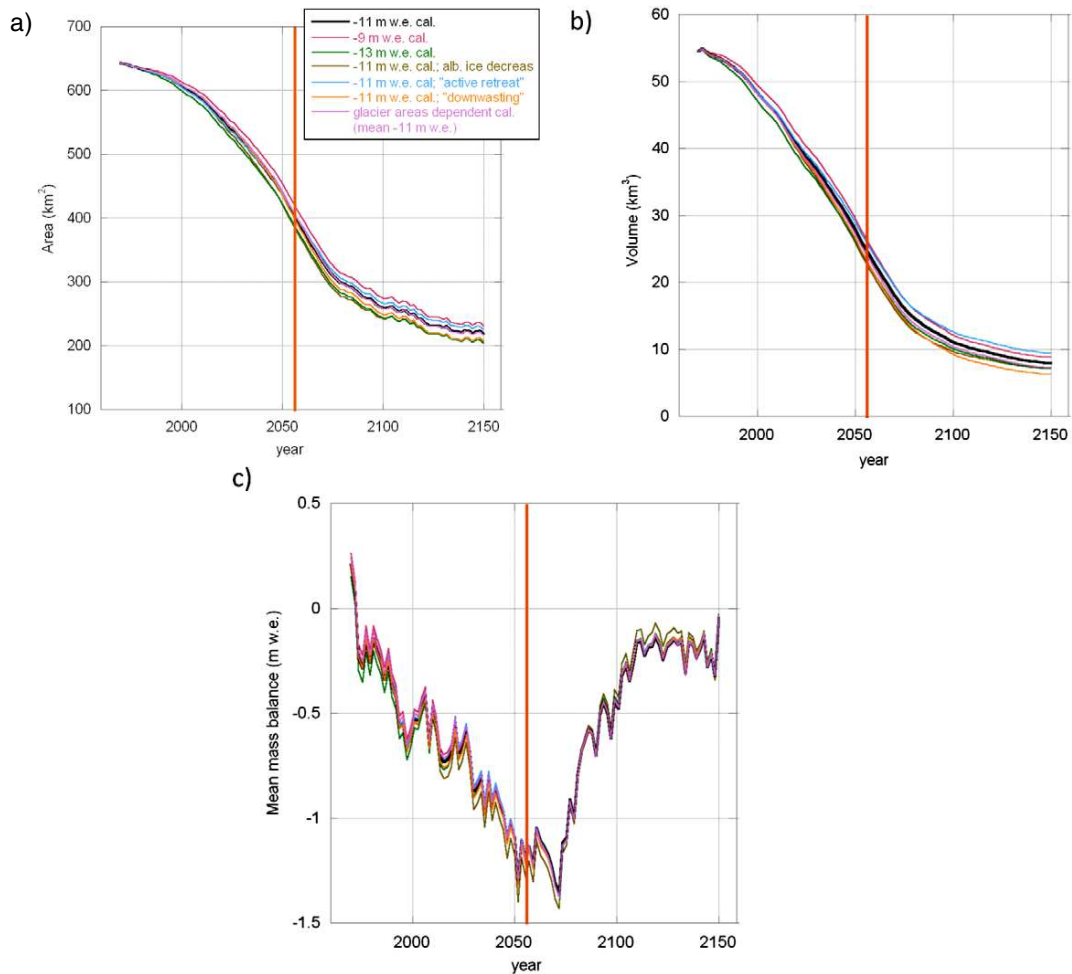 a)
700
600
500
400
300
200
100
Area (km²)
2000
2050
2100
2150
year
-11 m w.e. cal.
-9 m w.e. cal.
-13 m w.e. cal.
-11 m w.e. cal.; alb. ice decreas
-11 m w.e. cal; "active retreat"
-11 m w.e. cal.; "downwasting"
glacier areas dependent cal.
(mean -11 m w.e.)
b)
60
50
40
30
20
10
0
Volume (km³)
2000
2050
2100
2150
year
c)
0.5
0
-0.5
-1
-1.5
Mean mass balance (m w.e.)
2000
2050
2100
2150
year